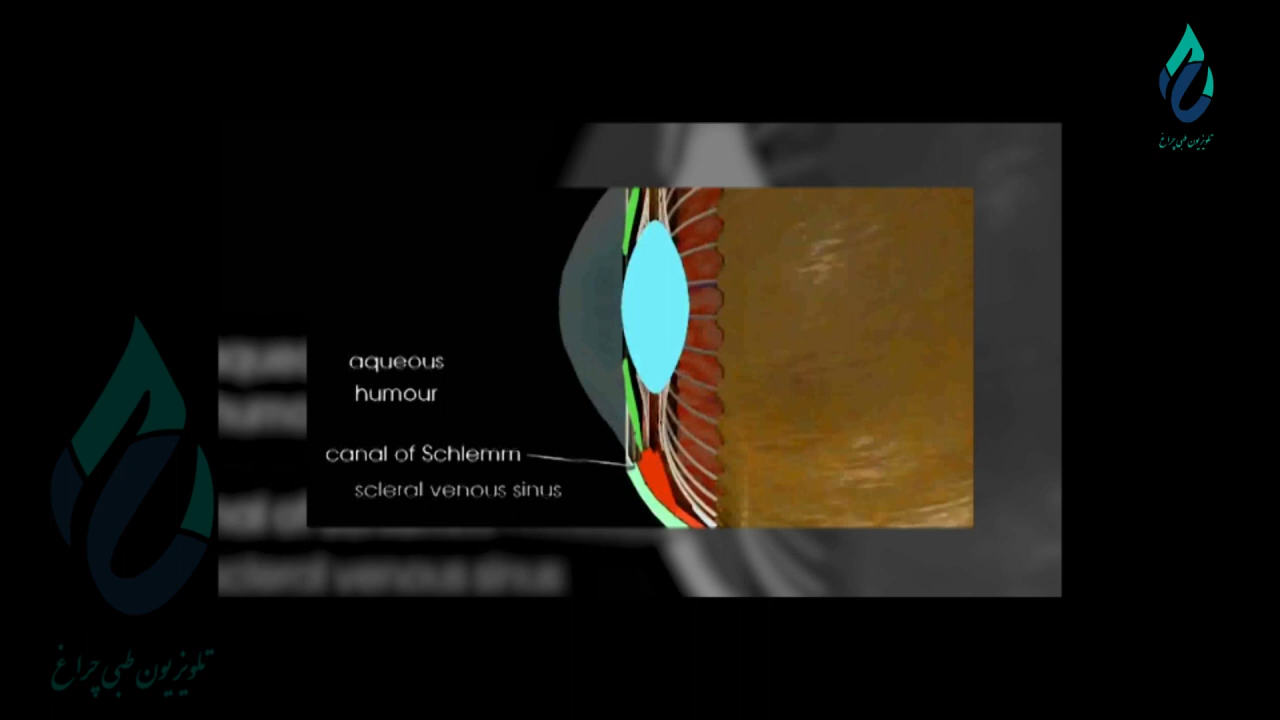 تلویزیون طبی چراغ
aqueous
humour
canal of Schlemm
scleral venous sinus
تلویزیون طبی چراغ